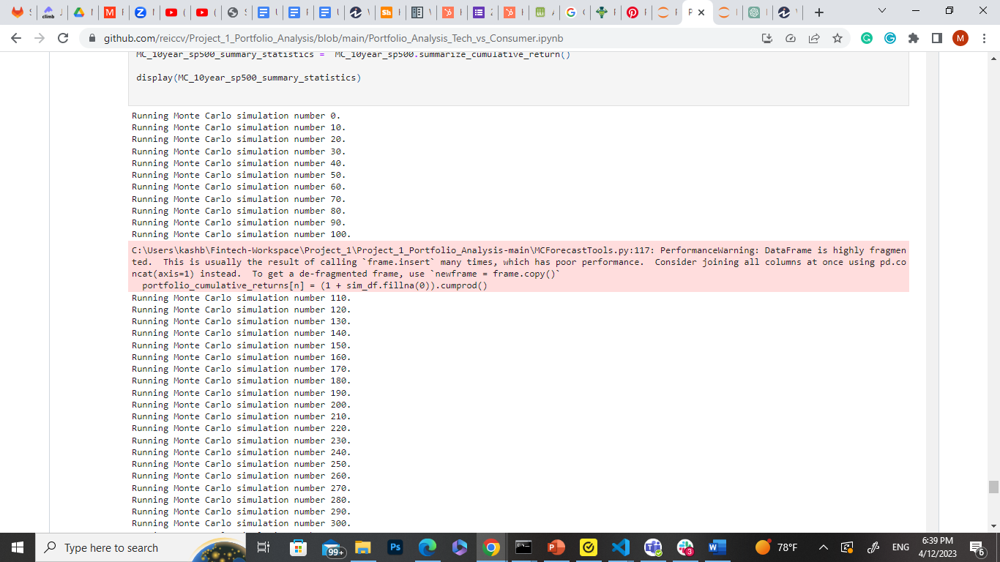 github.com/reiccv/Project_1_Portfolio_Analysis/blob/main/Portfolio_Analysis_Tech_vs_Consumer.ipynb
M
MC_10year_sp500_summary_statistics =  MC_10year_sp500.summarize_cumulative_return()
display(MC_10year_sp500_summary_statistics)
Running Monte Carlo simulation number 0.
Running Monte Carlo simulation number 10.
Running Monte Carlo simulation number 20.
Running Monte Carlo simulation number 30.
Running Monte Carlo simulation number 40.
Running Monte Carlo simulation number 50.
Running Monte Carlo simulation number 60.
Running Monte Carlo simulation number 70.
Running Monte Carlo simulation number 80.
Running Monte Carlo simulation number 90.
Running Monte Carlo simulation number 100.
C:\Users\kashb\Fintech-Workspace\Project_1\Project_1_Portfolio_Analysis-main\MCForecastTools.py:117: PerformanceWarning: DataFrame is highly fragmen
ted.  This is usually the result of calling `frame.insert` many times, which has poor performance.  Consider joining all columns at once using pd.co
ncat(axis=1) instead.  To get a de-fragmented frame, use `newframe = frame.copy()`
portfolio_cumulative_returns[n] = (1 + sim_df.fillna(0)).cumprod()
Running Monte Carlo simulation number 110.
Running Monte Carlo simulation number 120.
Running Monte Carlo simulation number 130.
Running Monte Carlo simulation number 140.
Running Monte Carlo simulation number 150.
Running Monte Carlo simulation number 160.
Running Monte Carlo simulation number 170.
Running Monte Carlo simulation number 180.
Running Monte Carlo simulation number 190.
Running Monte Carlo simulation number 200.
Running Monte Carlo simulation number 210.
Running Monte Carlo simulation number 220.
Running Monte Carlo simulation number 230.
Running Monte Carlo simulation number 240.
Running Monte Carlo simulation number 250.
Running Monte Carlo simulation number 260.
Running Monte Carlo simulation number 270.
Running Monte Carlo simulation number 280.
Running Monte Carlo simulation number 290.
Running Monte Carlo simulation number 300.
Type here to search
99+
Ps
3
78°F
ENG
6:39 PM
4/12/2023
6